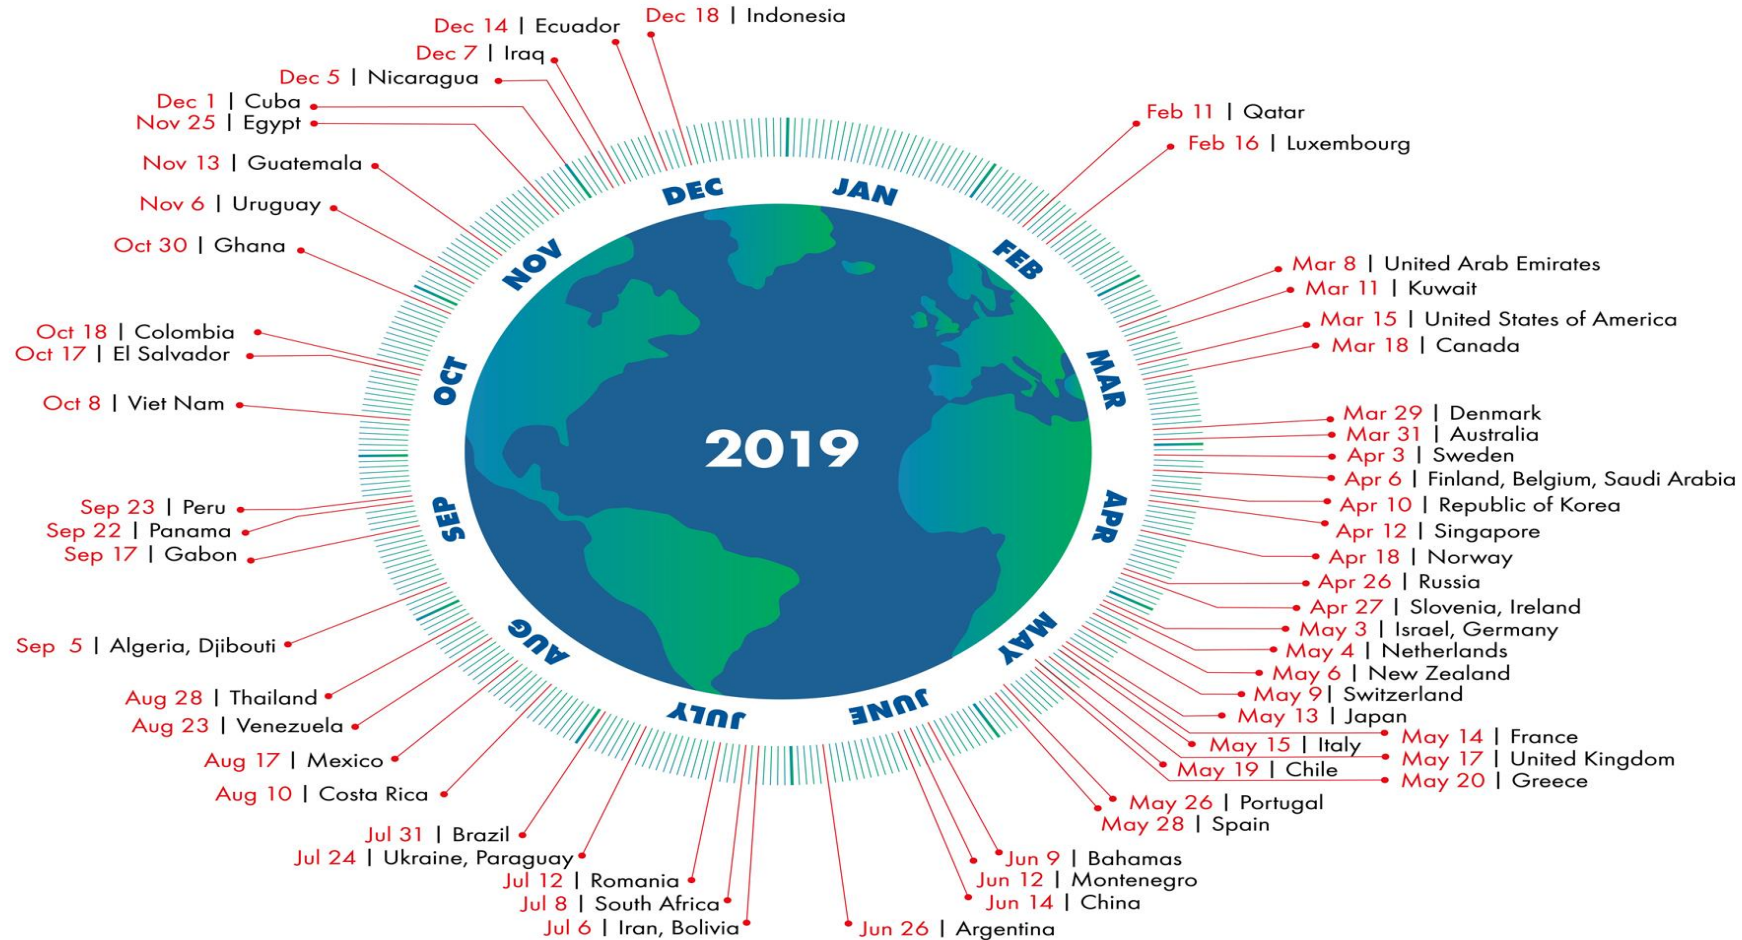 Dec 18 | Indonesia
Dec 14 | Ecuador
Dec 7 | Iraq
Dec 5 | Nicaragua
Dec 1 | Cuba
Nov 25 | Egypt
Nov 13 | Guatemala
Nov 6 | Uruguay
Oct 30 | Ghana
Oct 18 | Colombia
Oct 17 | El Salvador
Oct 8 | Viet Nam
Sep 23 | Peru
Sep 22 | Panama
Sep 17 | Gabon
Sep 5 | Algeria, Djibouti
Aug 28 | Thailand
Aug 23 | Venezuela
Aug 17 | Mexico
Aug 10 | Costa Rica
Jul 31 | Brazil
Jul 24 | Ukraine, Paraguay
Jul 12 | Romania
Jul 8 | South Africa
Jul 6 | Iran, Bolivia
DEC
JAN
NOV
FEB
OCT
MAR
2019
SEP
APR
AUG
MAY
JULY
JUNE
Feb 11 | Qatar
Feb 16 | Luxembourg
Mar 8 | United Arab Emirates
Mar 11 | Kuwait
Mar 15 | United States of America
Mar 18 | Canada
Mar 29 | Denmark
Mar 31 | Australia
Apr 3 | Sweden
Apr 6 | Finland, Belgium, Saudi Arabia
Apr 10 | Republic of Korea
Apr 12 | Singapore
Apr 18 | Norway
Apr 26 | Russia
Apr 27 | Slovenia, Ireland
May 3 | Israel, Germany
May 4 | Netherlands
May 6 | New Zealand
May 9 | Switzerland
May 13 | Japan
May 14 | France
May 15 | Italy
May 17 | United Kingdom
May 19 | Chile
May 20 | Greece
May 26 | Portugal
May 28 | Spain
Jun 9 | Bahamas
Jun 12 | Montenegro
Jun 14 | China
Jun 26 | Argentina